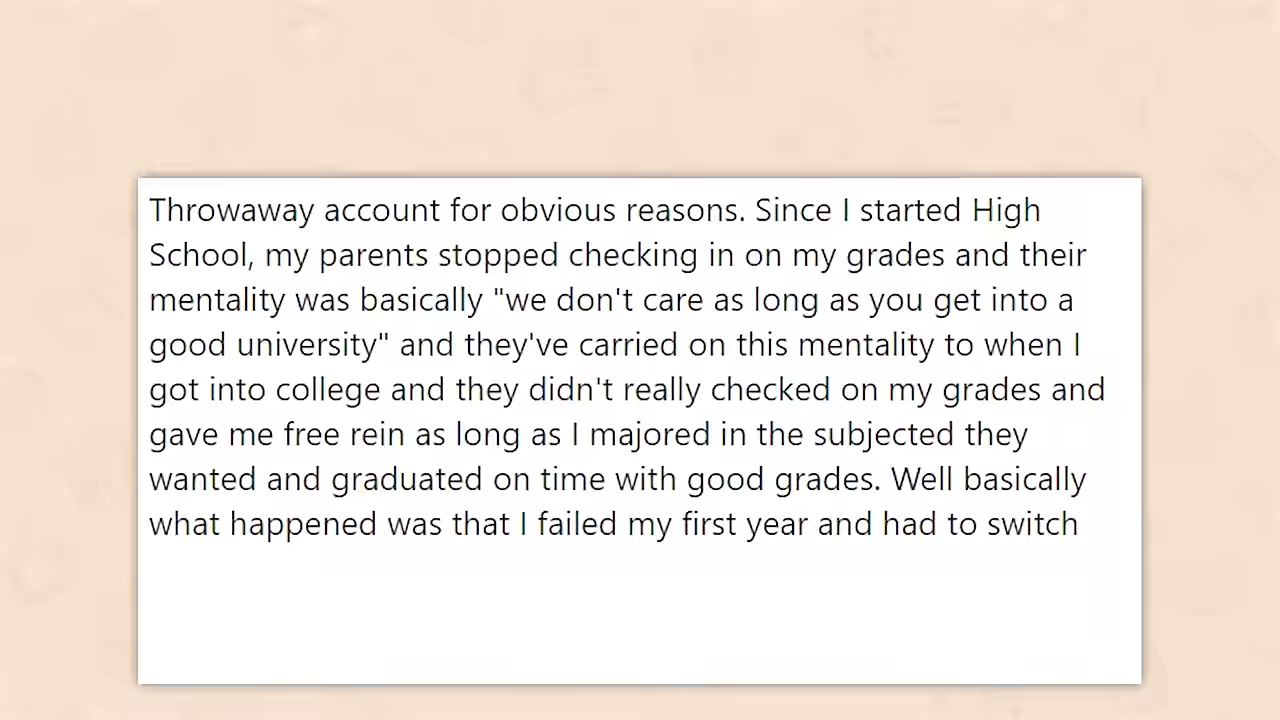 Throwaway account for obvious reasons. Since I started High
School, my parents stopped checking in on my grades and their
mentality was basically "we don't care as long as you get into a
good university" and they've carried on this mentality to when I
got into college and they didn't really checked on my grades and
gave me free rein as long as I majored in the subjected they
wanted and graduated on time with good grades. Well basically
what happened was that I failed my first year and had to switch